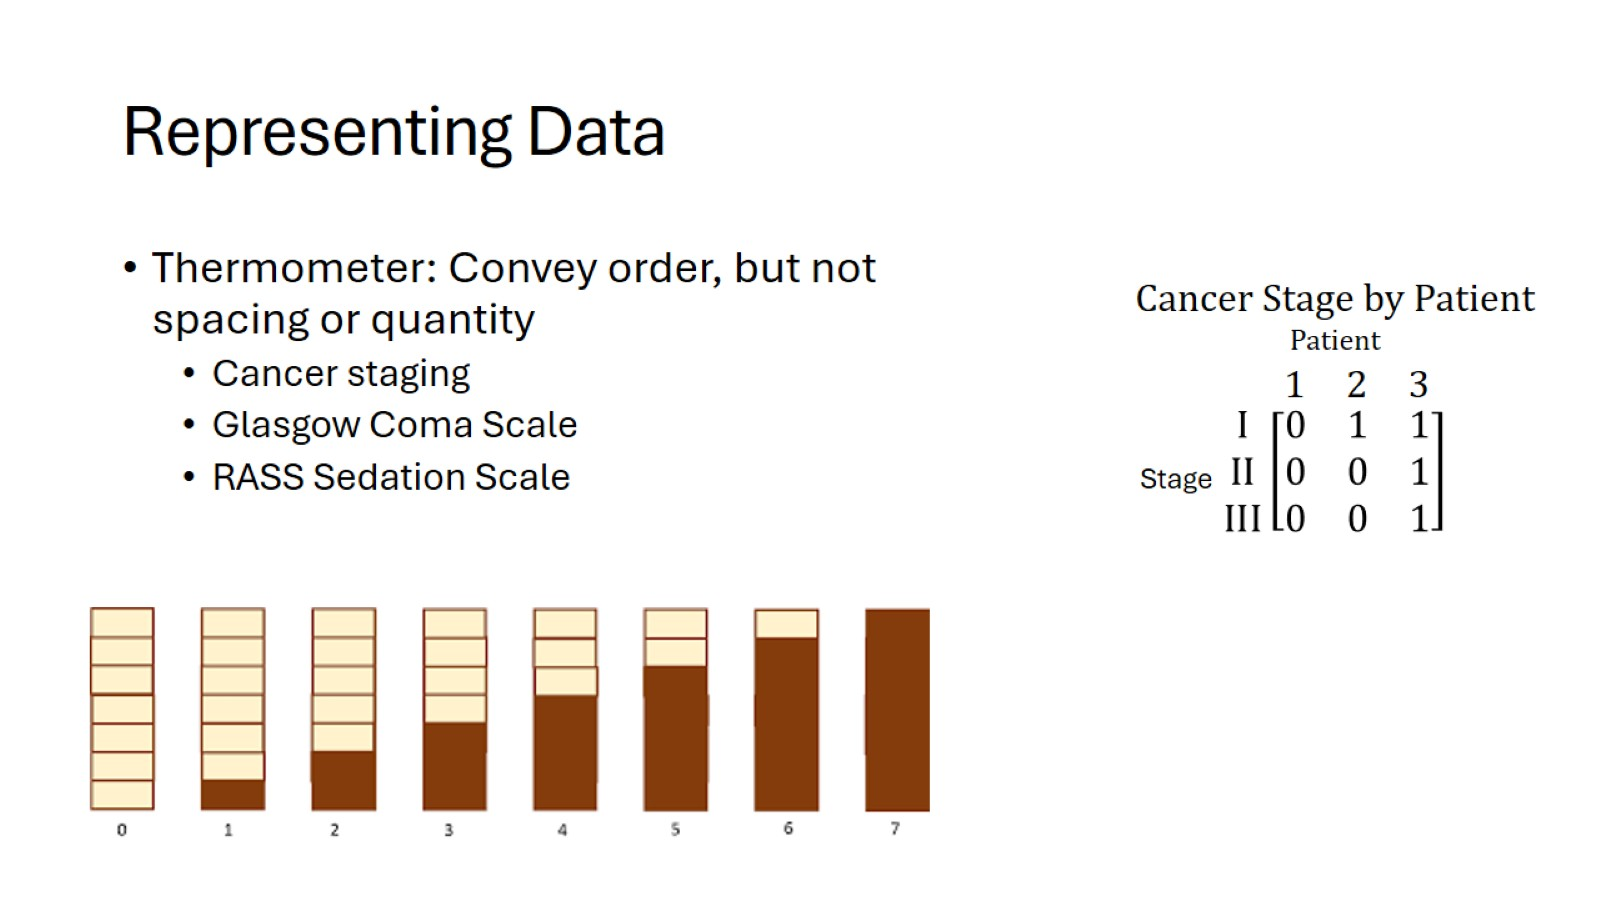 Representing Data
• Thermometer: Convey order, but not
spacing or quantity
• Cancer staging
• Glasgow Coma Scale
• RASS Sedation Scale
Cancer Stage by Patient
Patient
1 2 3
I [0 1 1]
Stage II [0 0 1]
III [0 0 1]
0 1 2 3 4 5 6 7